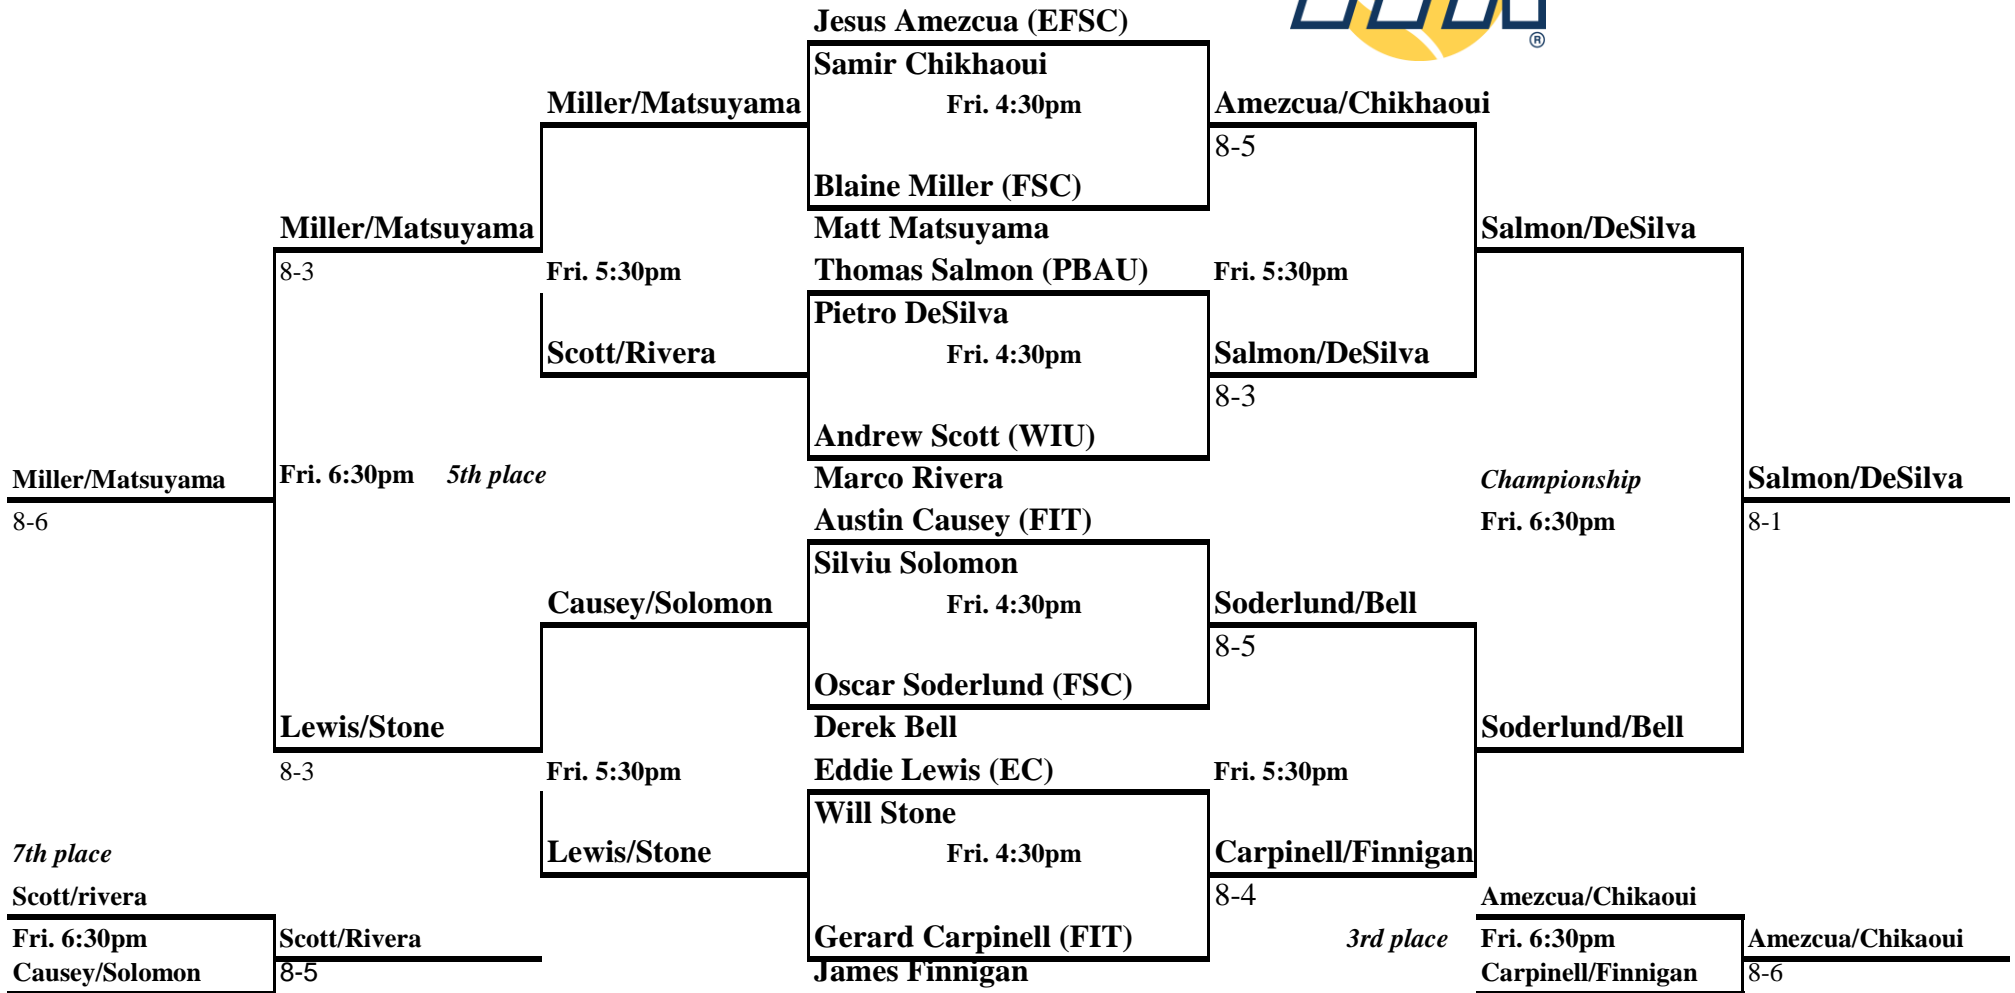 Jesus Amezcua (EFSC)
®
Samir Chikhaoui
Miller/Matsuyama Fri. 4:30pm Amezcua/Chikhaoui
8-5
Blaine Miller (FSC)
Miller/Matsuyama Matt Matsuyama Salmon/DeSilva
8-3 Fri. 5:30pm Thomas Salmon (PBAU) Fri. 5:30pm
Pietro DeSilva
Scott/Rivera Fri. 4:30pm Salmon/DeSilva
8-3
Andrew Scott (WIU)
Miller/Matsuyama Fri. 6:30pm 5th place Marco Rivera Championship Salmon/DeSilva
8-6 Austin Causey (FIT) Fri. 6:30pm 8-1
Silviu Solomon
Causey/Solomon Fri. 4:30pm Soderlund/Bell
8-5
Oscar Soderlund (FSC)
Lewis/Stone Derek Bell Soderlund/Bell
8-3 Fri. 5:30pm Eddie Lewis (EC) Fri. 5:30pm
Will Stone
7th place Lewis/Stone Fri. 4:30pm Carpinell/Finnigan
Scott/rivera 8-4 Amezcua/Chikaoui
Fri. 6:30pm Scott/Rivera Gerard Carpinell (FIT) 3rd place Fri. 6:30pm Amezcua/Chikaoui
Causey/Solomon 8-5 James Finnigan Carpinell/Finnigan 8-6